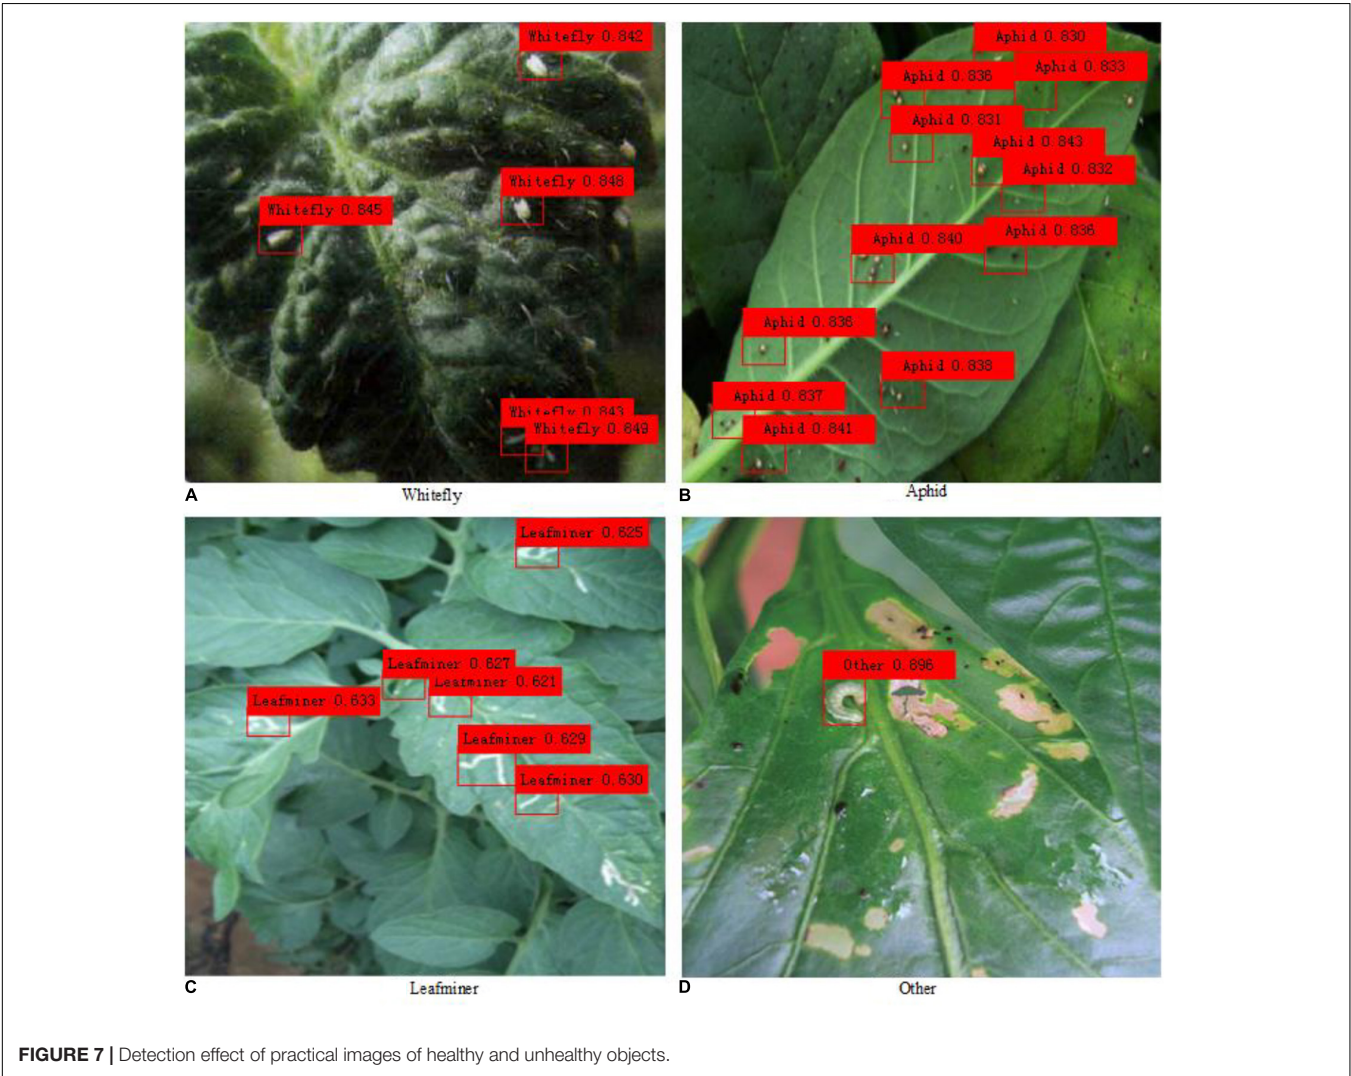 Whitefly 0.842
Whitefly 0.848
Whitefly 0.845
Whitefly 0.843
Whitefly 0.849
A
Whitefly
Aphid 0.830
Aphid 0.833
Aphid 0.836
Aphid 0.831
Aphid 0.843
Aphid 0.832
Aphid 0.836
Aphid 0.840
Aphid 0.836
Aphid 0.838
Aphid 0.837
Aphid 0.841
B
Aphid
Leafminer 0.625
Leafminer 0.627
Leafminer 0.621
Leafminer 0.633
Leafminer 0.629
Leafminer 0.630
C
Leafminer
Other 0.896
D
Other
FIGURE 7 | Detection effect of practical images of healthy and unhealthy objects.